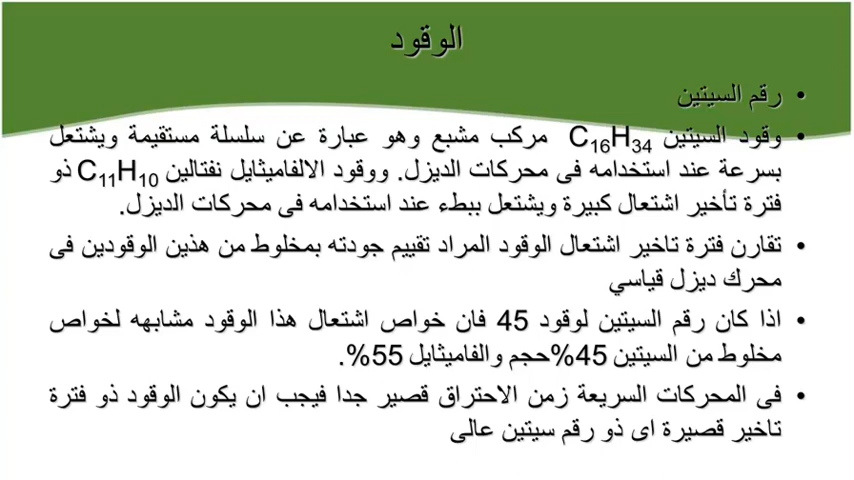 الوقود
• رقم السيتين
• وقود السيتين C16H34 مركب مشبع وهو عبارة عن سلسلة مستقيمة ويشتعل
بسرعة عند استخدامه فى محركات الديزل. ووقود الالفاميثايل نفتالين C11H10 ذو
فترة تأخير اشتعال كبيرة ويشتعل ببطء عند استخدامه فى محركات الديزل.
• تقارن فترة تاخير اشتعال الوقود المراد تقييم جودته بمخلوط من هذين الوقودين فى
محرك ديزل قياسي
• اذا كان رقم السيتين لوقود 45 فان خواص اشتعال هذا الوقود مشابهه لخواص
مخلوط من السيتين 45%حجم والفاميثايل 55%.
• فى المحركات السريعة زمن الاحتراق قصير جدا فيجب ان يكون الوقود ذو فترة
تاخير قصيرة اى ذو رقم سيتين عالى